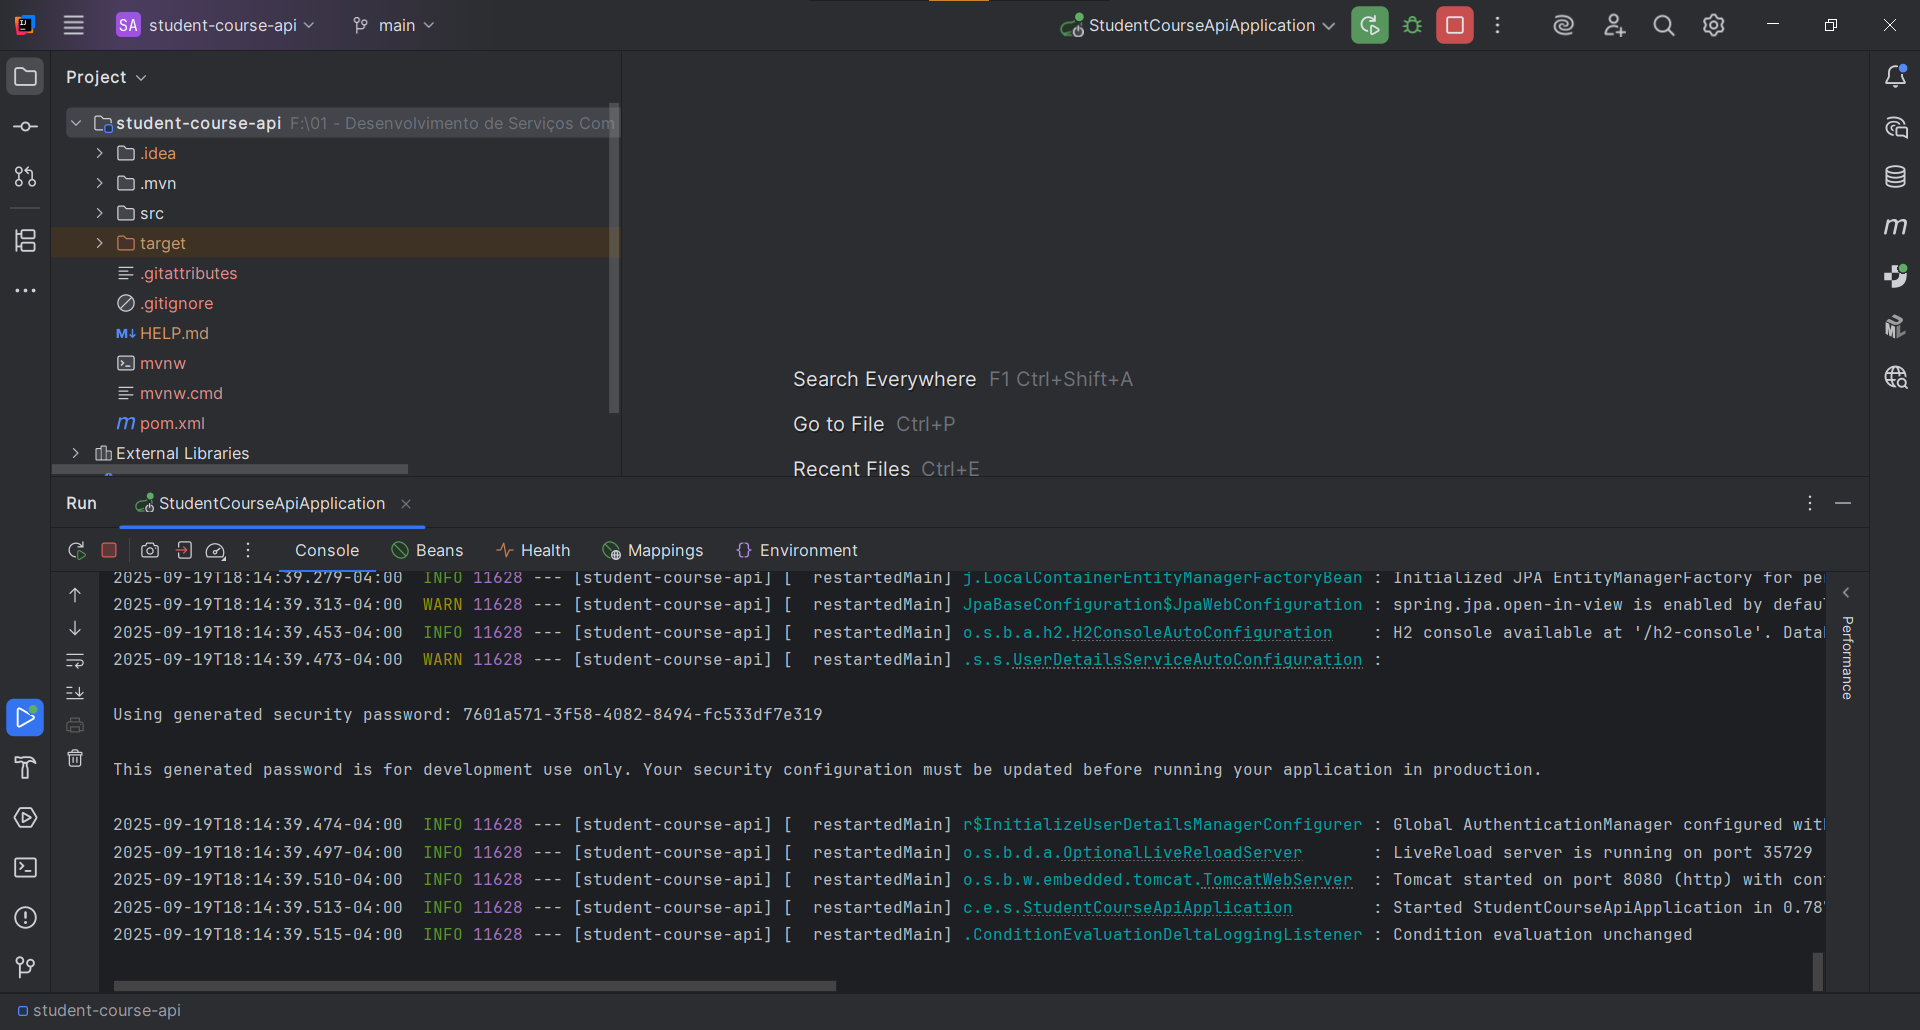 SA student-course-api main StudentCourseApiApplication
Project
student-course-api F:\01 - Desenvolvimento de Serviços Com
.idea
.mvn
src
target
.gitattributes
.gitignore
M↓ HELP.md
mvnw
mvnw.cmd
m pom.xml
External Libraries
Search Everywhere F1 Ctrl+Shift+A
Go to File Ctrl+P
Recent Files Ctrl+E
Run StudentCourseApiApplication
Console Beans Health Mappings Environment
2025-09-19T18:14:39.279-04:00 INFO 11628 --- [student-course-api] [ restartedMain] j.LocalContainerEntityManagerFactoryBean : Initialized JPA EntityManagerFactory for
2025-09-19T18:14:39.313-04:00 WARN 11628 --- [student-course-api] [ restartedMain] JpaBaseConfiguration$JpaWebConfiguration : spring.jpa.open-in-view is enabled by
2025-09-19T18:14:39.453-04:00 INFO 11628 --- [student-course-api] [ restartedMain] o.s.b.a.h2.H2ConsoleAutoConfiguration : H2 console available at '/h2-console'.
2025-09-19T18:14:39.473-04:00 WARN 11628 --- [student-course-api] [ restartedMain] .s.s.UserDetailsServiceAutoConfiguration :
Using generated security password: 7601a571-3f58-4082-8494-fc533df7e319
This generated password is for development use only. Your security configuration must be updated before running your application in production.
2025-09-19T18:14:39.474-04:00 INFO 11628 --- [student-course-api] [ restartedMain] r$InitializeUserDetailsManagerConfigurer : Global AuthenticationManager configured
2025-09-19T18:14:39.497-04:00 INFO 11628 --- [student-course-api] [ restartedMain] o.s.b.d.a.OptionalLiveReloadServer : LiveReload server is running on port 35729
2025-09-19T18:14:39.510-04:00 INFO 11628 --- [student-course-api] [ restartedMain] o.s.b.w.embedded.tomcat.TomcatWebServer : Tomcat started on port 8080 (http) with
2025-09-19T18:14:39.513-04:00 INFO 11628 --- [student-course-api] [ restartedMain] c.e.s.StudentCourseApiApplication : Started StudentCourseApiApplication in 0.78
2025-09-19T18:14:39.515-04:00 INFO 11628 --- [student-course-api] [ restartedMain] .ConditionEvaluationDeltaLoggingListener : Condition evaluation unchanged
Performance
student-course-api